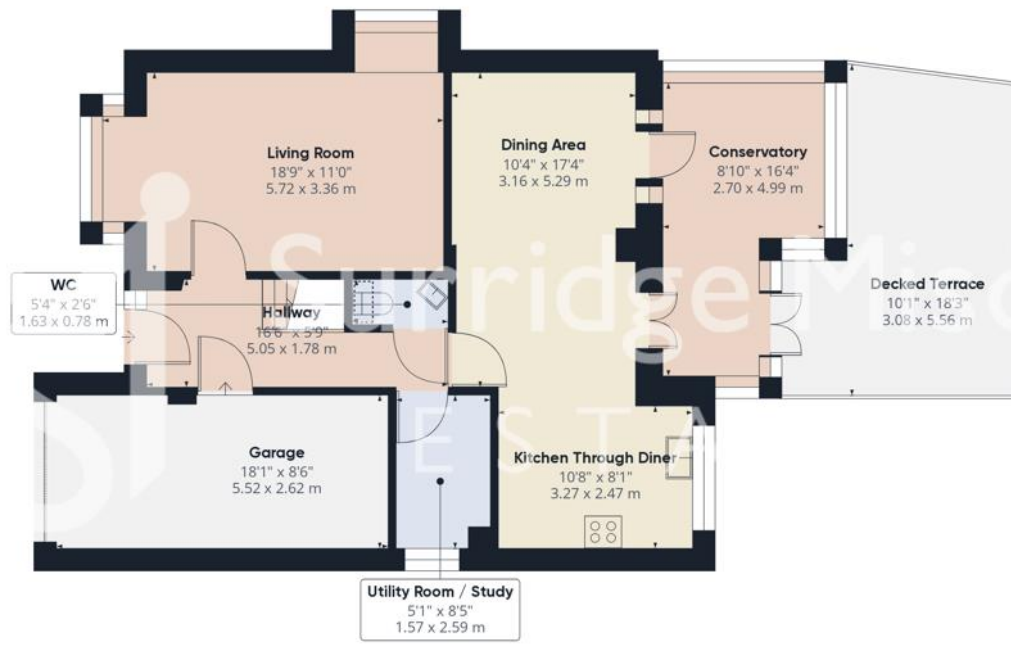 Living Room
18'9" x 11'0"
5.72 x 3.36 m
Dining Area
10'4" x 17'4"
3.16 x 5.29 m
Conservatory
8'10" x 16'4"
2.70 x 4.99 m
WC
5'4" x 2'6"
1.63 x 0.78 m
Hallway
16'6" x 5'9"
5.05 x 1.78 m
Decked Terrace
10'1" x 18'3"
3.08 x 5.56 m
Surridge
ESTA
Garage
18'1" x 8'6"
5.52 x 2.62 m
Kitchen Through Diner
10'8" x 8'1"
3.27 x 2.47 m
Utility Room / Study
5'1" x 8'5"
1.57 x 2.59 m